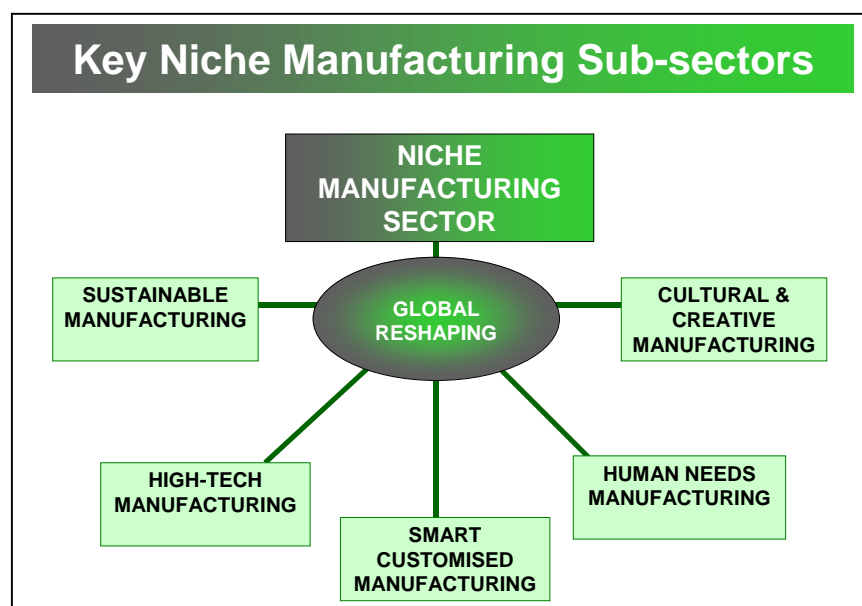 Key Niche Manufacturing Sub-sectors
NICHE
MANUFACTURING
SECTOR
SUSTAINABLE
MANUFACTURING
GLOBAL
RESHAPING
CULTURAL &
CREATIVE
MANUFACTURING
HIGH-TECH
MANUFACTURING
SMART
CUSTOMISED
MANUFACTURING
HUMAN NEEDS
MANUFACTURING